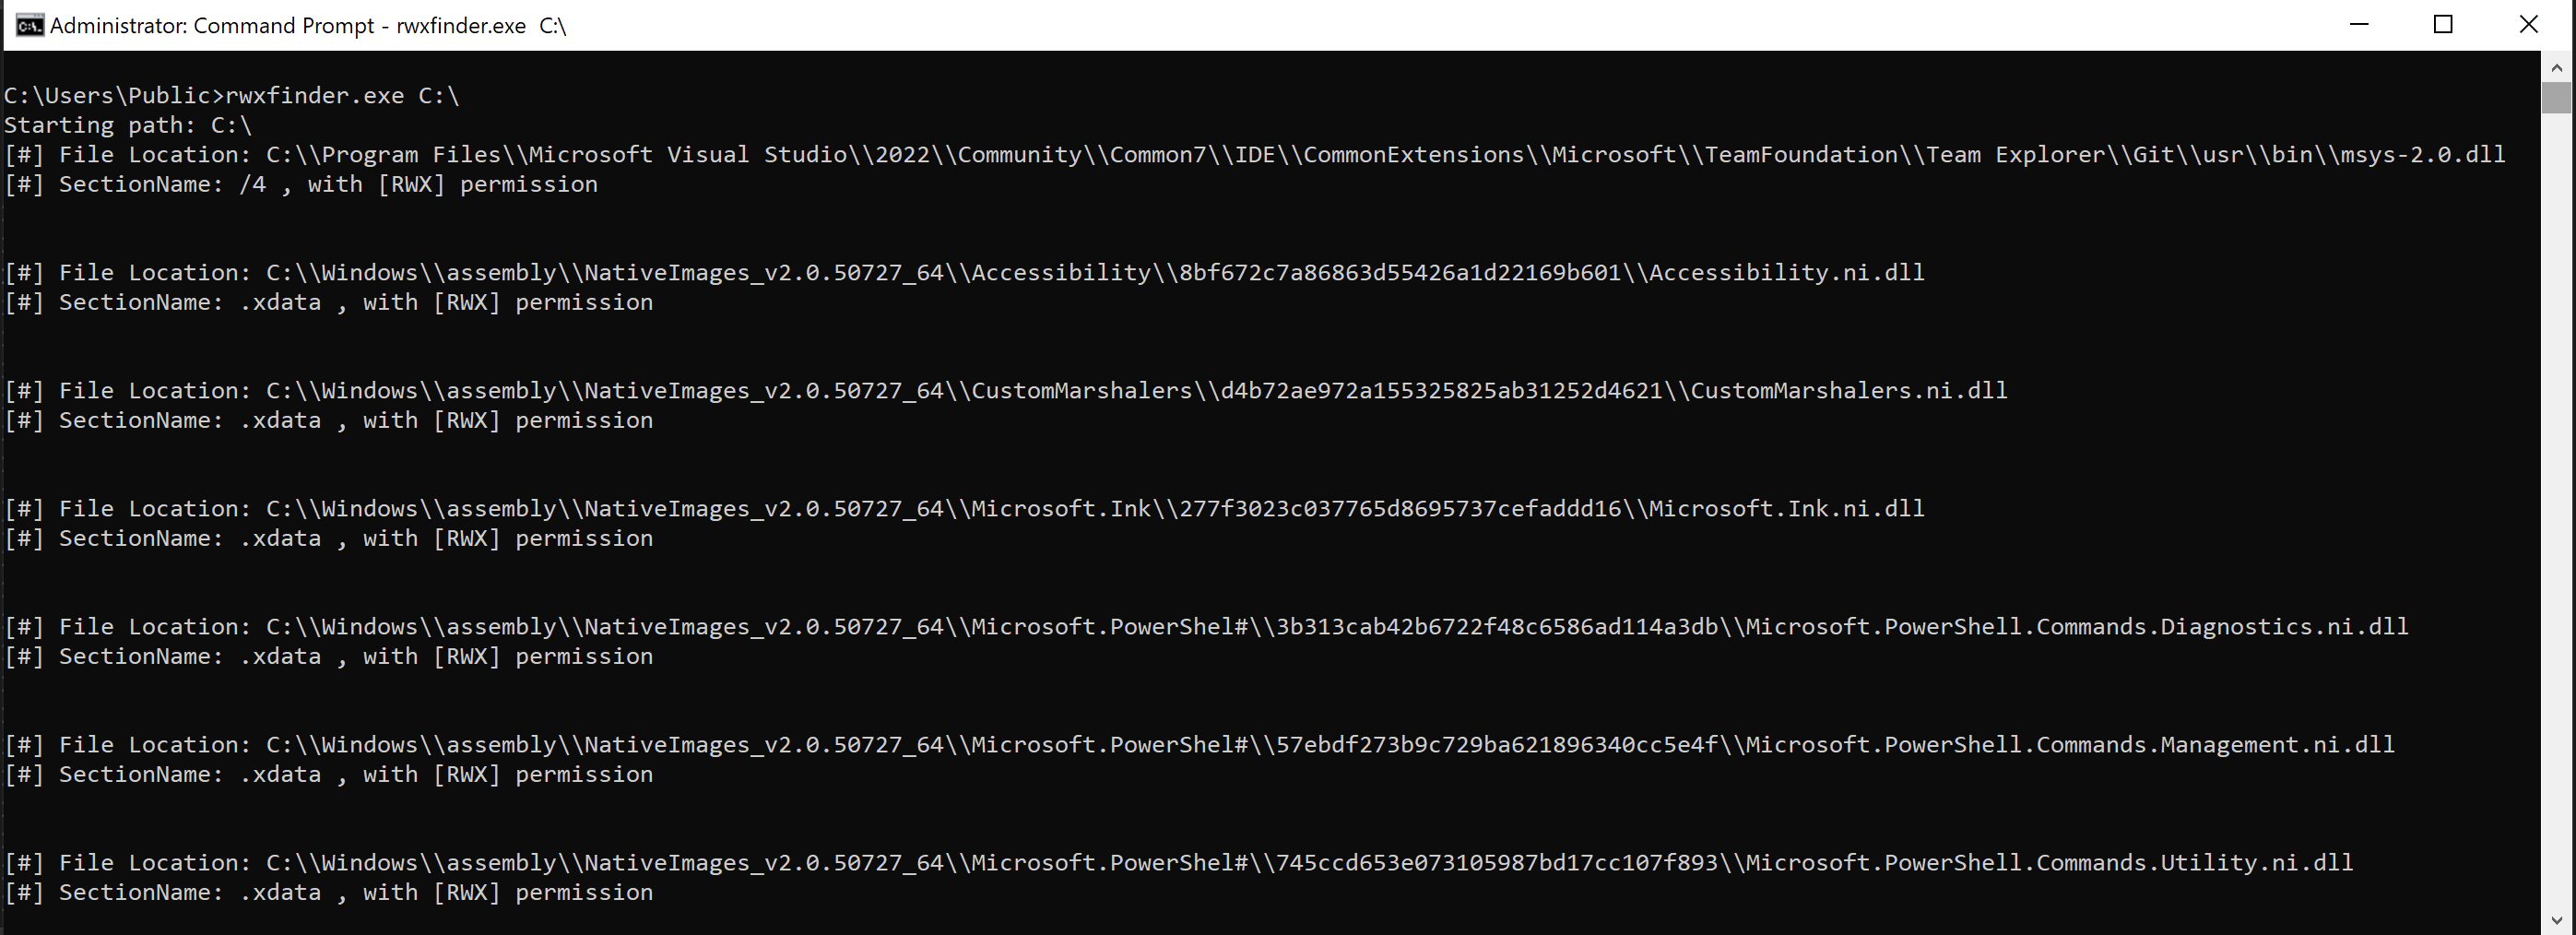 Administrator: Command Prompt - rwxfinder.exe  C:\
C:\Users\Public>rwxfinder.exe C:\
Starting path: C:\
[#] File Location: C:\\Program Files\\Microsoft Visual Studio\\2022\\Community\\Common7\\IDE\\CommonExtensions\\Microsoft\\TeamFoundation\\Team Explorer\\Git\\usr\\bin\\msys-2.0.dll
[#] SectionName: /4 , with [RWX] permission
[#] File Location: C:\\Windows\\assembly\\NativeImages_v2.0.50727_64\\Accessibility\\8bf672c7a86863d55426a1d22169b601\\Accessibility.ni.dll
[#] SectionName: .xdata , with [RWX] permission
[#] File Location: C:\\Windows\\assembly\\NativeImages_v2.0.50727_64\\CustomMarshalers\\d4b72ae972a155325825ab31252d4621\\CustomMarshalers.ni.dll
[#] SectionName: .xdata , with [RWX] permission
[#] File Location: C:\\Windows\\assembly\\NativeImages_v2.0.50727_64\\Microsoft.Ink\\277f3023c037765d8695737cefaddd16\\Microsoft.Ink.ni.dll
[#] SectionName: .xdata , with [RWX] permission
[#] File Location: C:\\Windows\\assembly\\NativeImages_v2.0.50727_64\\Microsoft.PowerShel#\\3b313cab42b6722f48c6586ad114a3db\\Microsoft.PowerShell.Commands.Diagnostics.ni.dll
[#] SectionName: .xdata , with [RWX] permission
[#] File Location: C:\\Windows\\assembly\\NativeImages_v2.0.50727_64\\Microsoft.PowerShel#\\57ebdf273b9c729ba621896340cc5e4f\\Microsoft.PowerShell.Commands.Management.ni.dll
[#] SectionName: .xdata , with [RWX] permission
[#] File Location: C:\\Windows\\assembly\\NativeImages_v2.0.50727_64\\Microsoft.PowerShel#\\745ccd653e073105987bd17cc107f893\\Microsoft.PowerShell.Commands.Utility.ni.dll
[#] SectionName: .xdata , with [RWX] permission